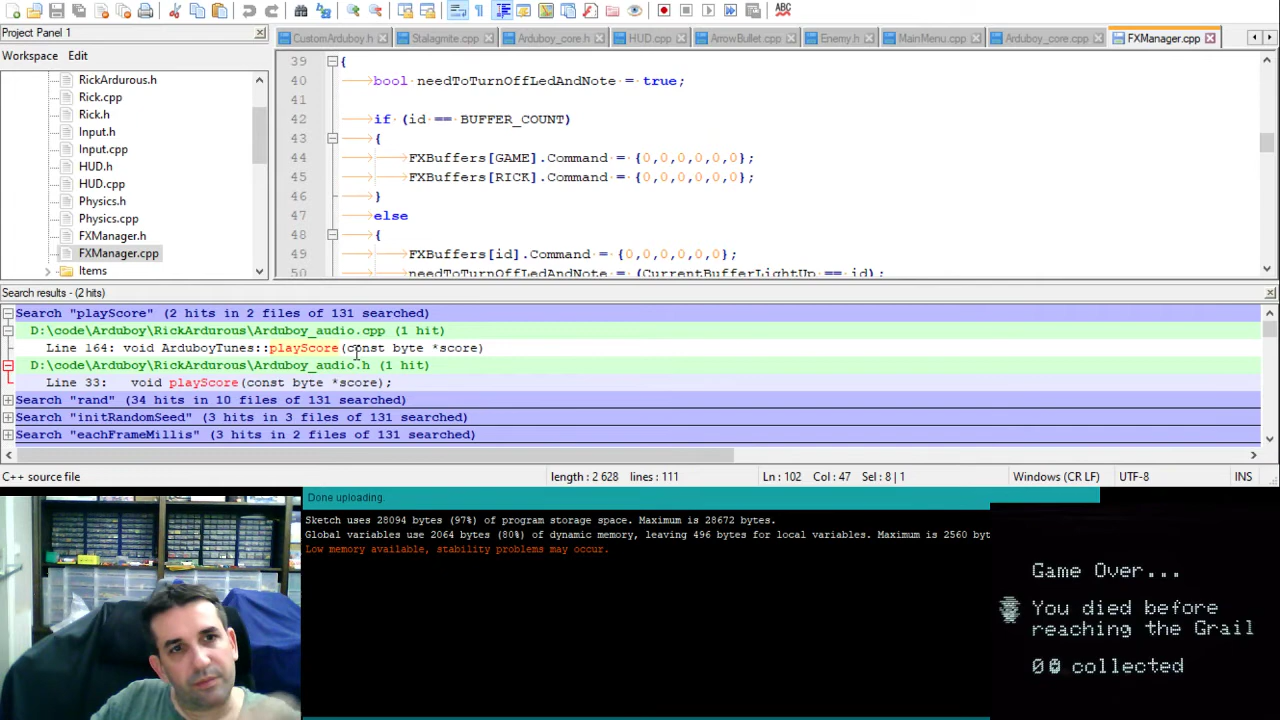 Project Panel 1
Workspace Edit
RickArdurous.h
Rick.cpp
Rick.h
Input.h
Input.cpp
HUD.h
HUD.cpp
Physics.h
Physics.cpp
FXManager.h
FXManager.cpp
Items
CustomArduboy.h Stalagmite.cpp Arduboy_core.h HUD.cpp ArrowBullet.cpp Enemy.h MainMenu.cpp Arduboy_core.cpp FXManager.cpp
39 {
40 bool needToTurnOffLedAndNote = true;
41
42 if (id == BUFFER_COUNT)
43 {
44 FXBuffers[GAME].Command = {0,0,0,0,0,0};
45 FXBuffers[RICK].Command = {0,0,0,0,0,0};
46 }
47 else
48 {
49 FXBuffers[id].Command = {0,0,0,0,0,0};
50 needToTurnOffLedAndNote = (CurrentBufferLightUp == id);
Search results - (2 hits)
Search "playScore" (2 hits in 2 files of 131 searched)
D:\code\Arduboy\RickArdurous\Arduboy_audio.cpp (1 hit)
Line 164: void ArduboyTunes::playScore(const byte *score)
D:\code\Arduboy\RickArdurous\Arduboy_audio.h (1 hit)
Line 33: void playScore(const byte *score);
Search "rand" (34 hits in 10 files of 131 searched)
Search "initRandomSeed" (3 hits in 3 files of 131 searched)
Search "eachFrameMillis" (3 hits in 2 files of 131 searched)
C++ source file length : 2 628 lines : 111 Ln : 102 Col : 47 Sel : 8 | 1 Windows (CR LF) UTF-8 INS
Done uploading.
Sketch uses 28094 bytes (97%) of program storage space. Maximum is 28672 bytes.
Global variables use 2064 bytes (80%) of dynamic memory, leaving 496 bytes for local variables. Maximum is 2560 byt
Low memory available, stability problems may occur.
Game Over...
You died before
reaching the Grail
collected